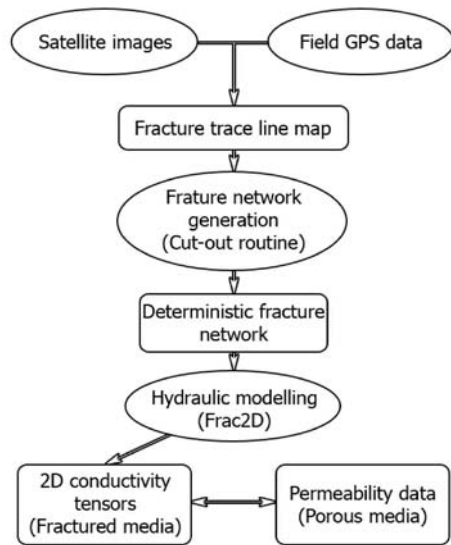 Satellite images
Field GPS data
Fracture trace line map
Frature network
generation
(Cut-out routine)
Deterministic fracture
network
Hydraulic modelling
(Frac2D)
2D conductivity
tensors
(Fractured media)
Permeability data
(Porous media)